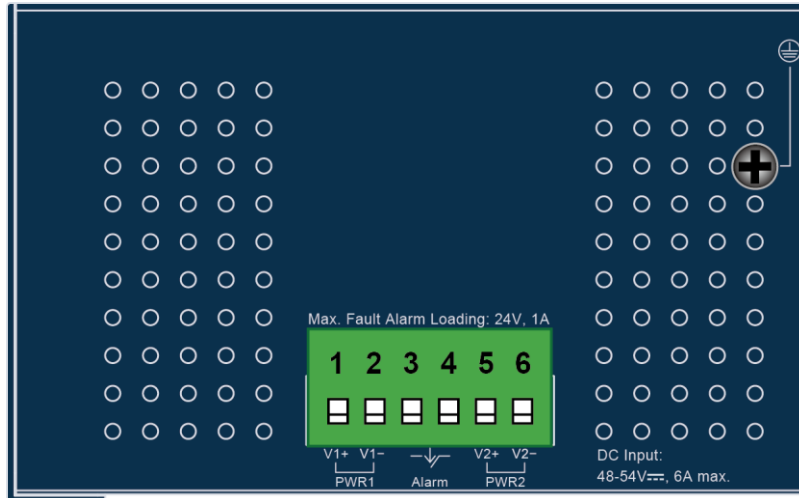 Max. Fault Alarm Loading: 24V, 1A
1 2 3 4 5 6
V1+ V1− V2+ V2−
PWR1 Alarm PWR2
DC Input:
48-54V⎓, 6A max.